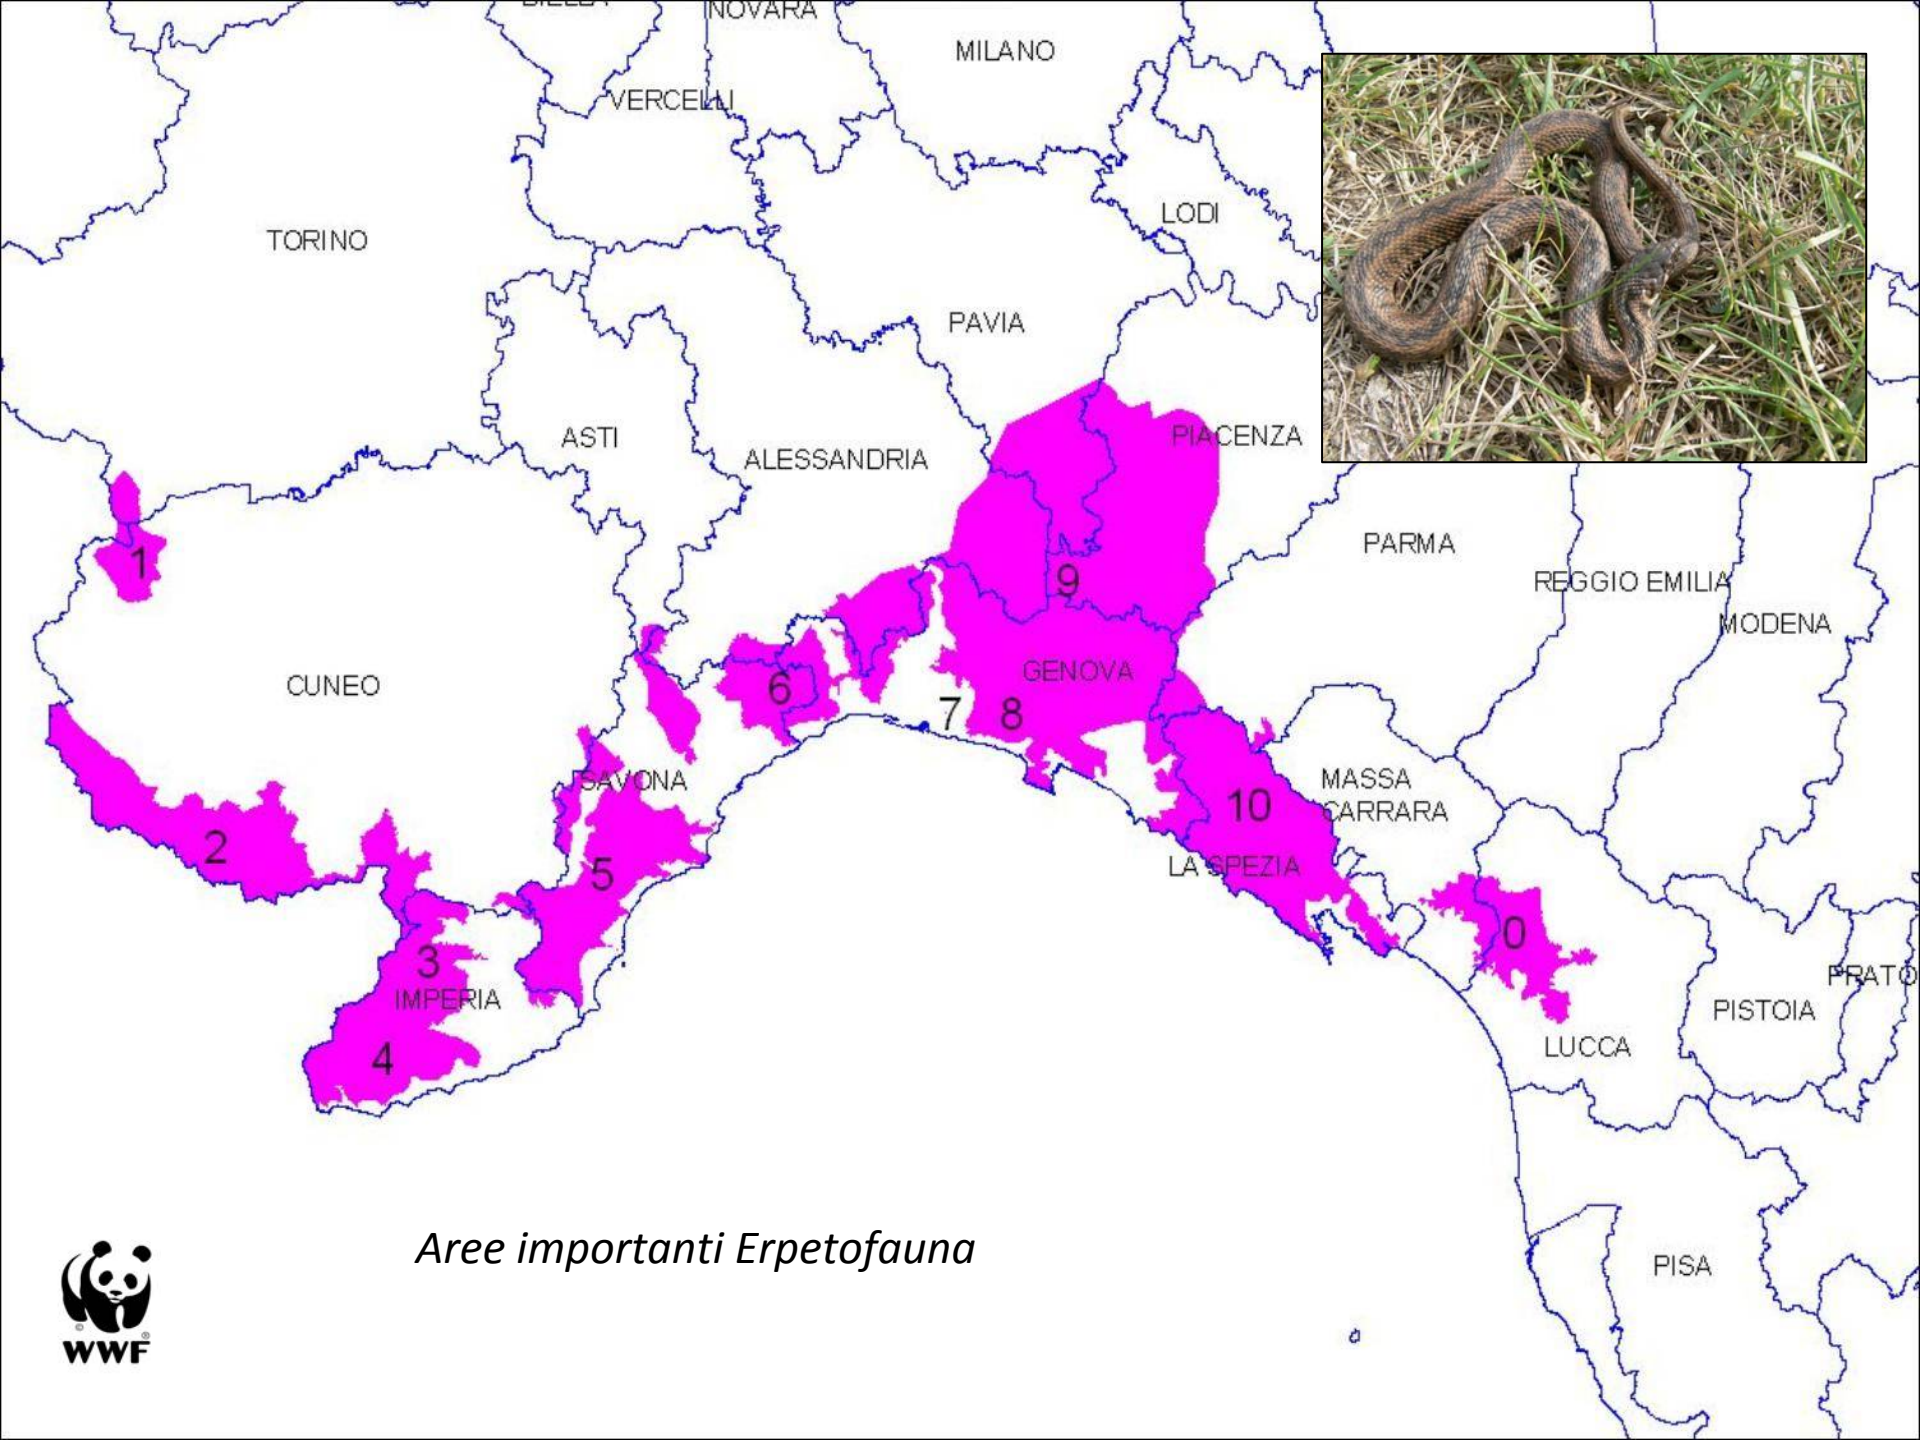 BIELLA
NOVARA
MILANO
VERCELLI
LODI
TORINO
PAVIA
ASTI
PIACENZA
ALESSANDRIA
PARMA
1
9
REGGIO EMILIA
MODENA
GENOVA
CUNEO
6
7
8
SAVONA
MASSA
CARRARA
10
2
LA SPEZIA
5
0
3
PRATO
IMPERIA
PISTOIA
LUCCA
4
Aree importanti Erpetofauna
PISA
©
®
WWF